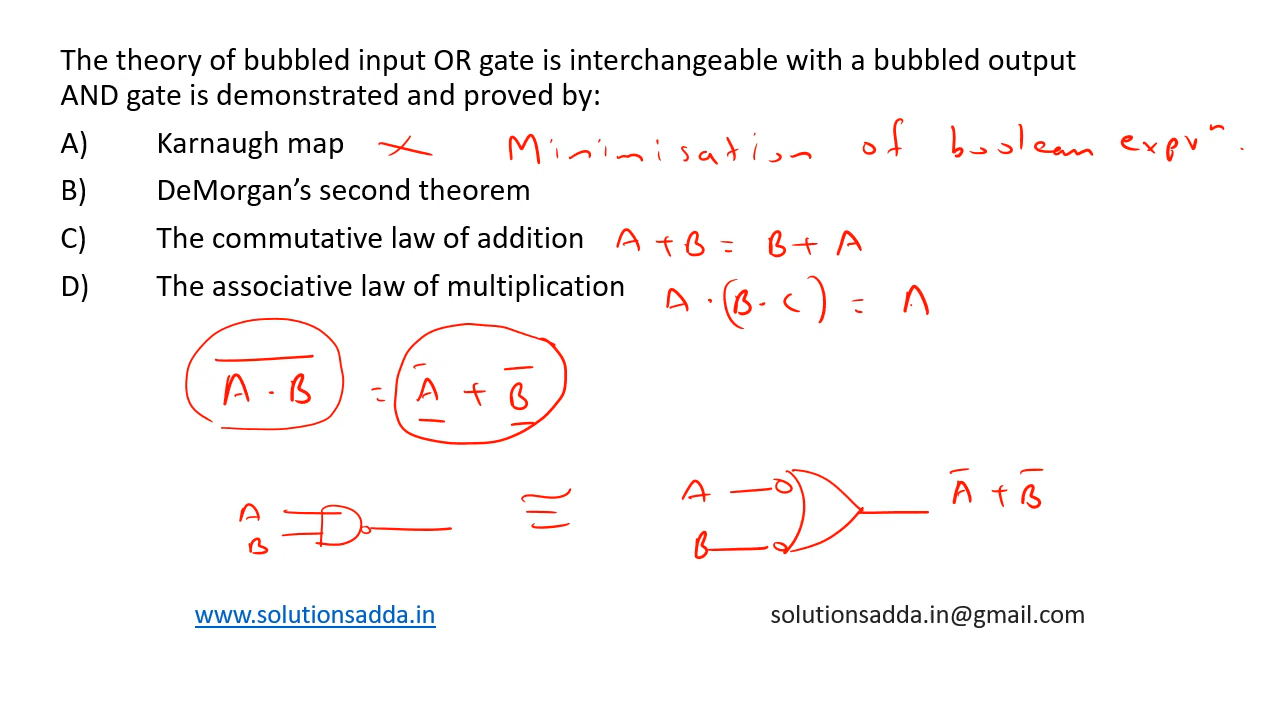 The theory of bubbled input OR gate is interchangeable with a bubbled output
AND gate is demonstrated and proved by:
A) Karnaugh map × Minimisation of boolean exprⁿ.
B) DeMorgan's second theorem
C) The commutative law of addition A + B = B + A
D) The associative law of multiplication A · (B · C) = A
A̅ ̅·̅ ̅B̅ = A̅ + B̅
A
B
≅
A
B
A̅ + B̅
www.solutionsadda.in solutionsadda.in@gmail.com